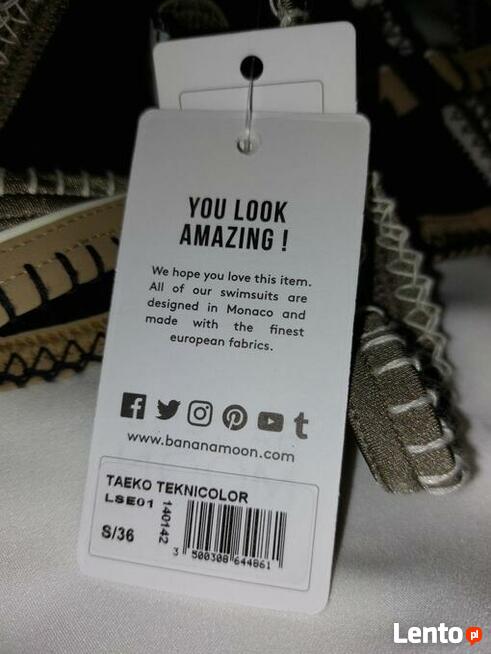 YOU LOOK
AMAZING !
We hope you love this item.
All of our swimsuits are
designed in Monaco and
made with the finest
european fabrics.
www.bananamoon.com
TAEKO TEKNICOLOR
LSE01
140142
S/36
3 500308 644861
Lento pl